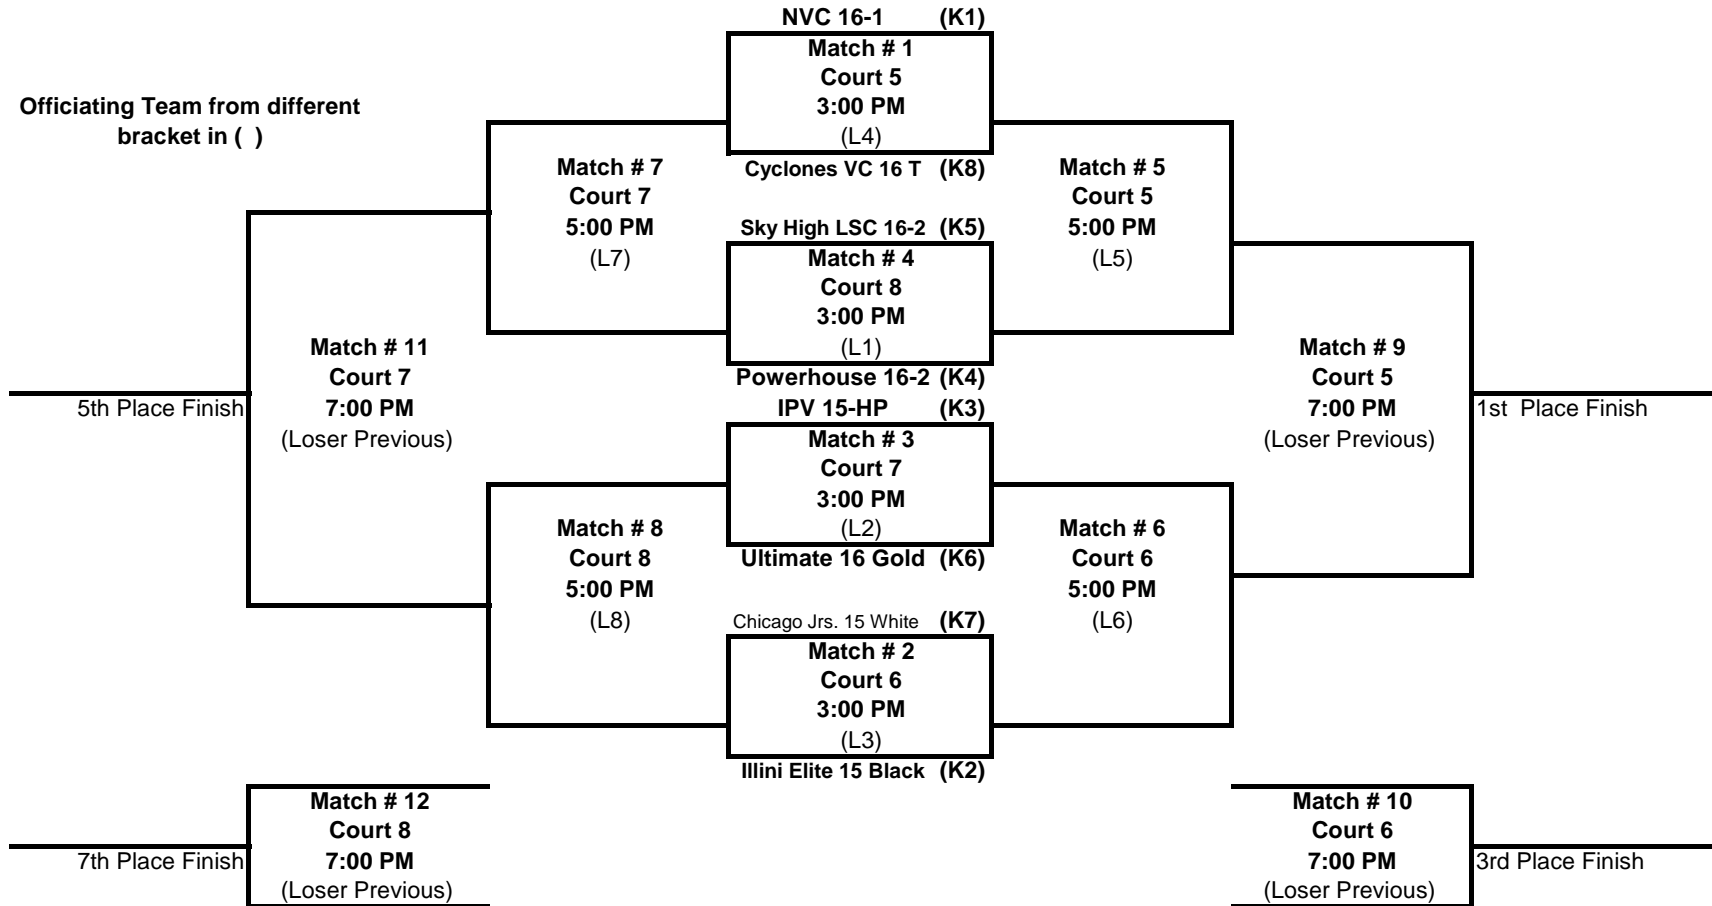 NVC 16-1 (K1)
Match # 1
Court 5
3:00 PM
(L4)
Cyclones VC 16 T (K8)
Officiating Team from different
bracket in ( )
Match # 7
Court 7
5:00 PM
(L7)
Match # 5
Court 5
5:00 PM
(L5)
Sky High LSC 16-2 (K5)
Match # 4
Court 8
3:00 PM
(L1)
Powerhouse 16-2 (K4)
Match # 11
Court 7
7:00 PM
(Loser Previous)
5th Place Finish
Match # 9
Court 5
7:00 PM
(Loser Previous)
1st Place Finish
IPV 15-HP (K3)
Match # 3
Court 7
3:00 PM
(L2)
Ultimate 16 Gold (K6)
Match # 8
Court 8
5:00 PM
(L8)
Match # 6
Court 6
5:00 PM
(L6)
Chicago Jrs. 15 White (K7)
Match # 2
Court 6
3:00 PM
(L3)
Illini Elite 15 Black (K2)
Match # 12
Court 8
7:00 PM
(Loser Previous)
7th Place Finish
Match # 10
Court 6
7:00 PM
(Loser Previous)
3rd Place Finish